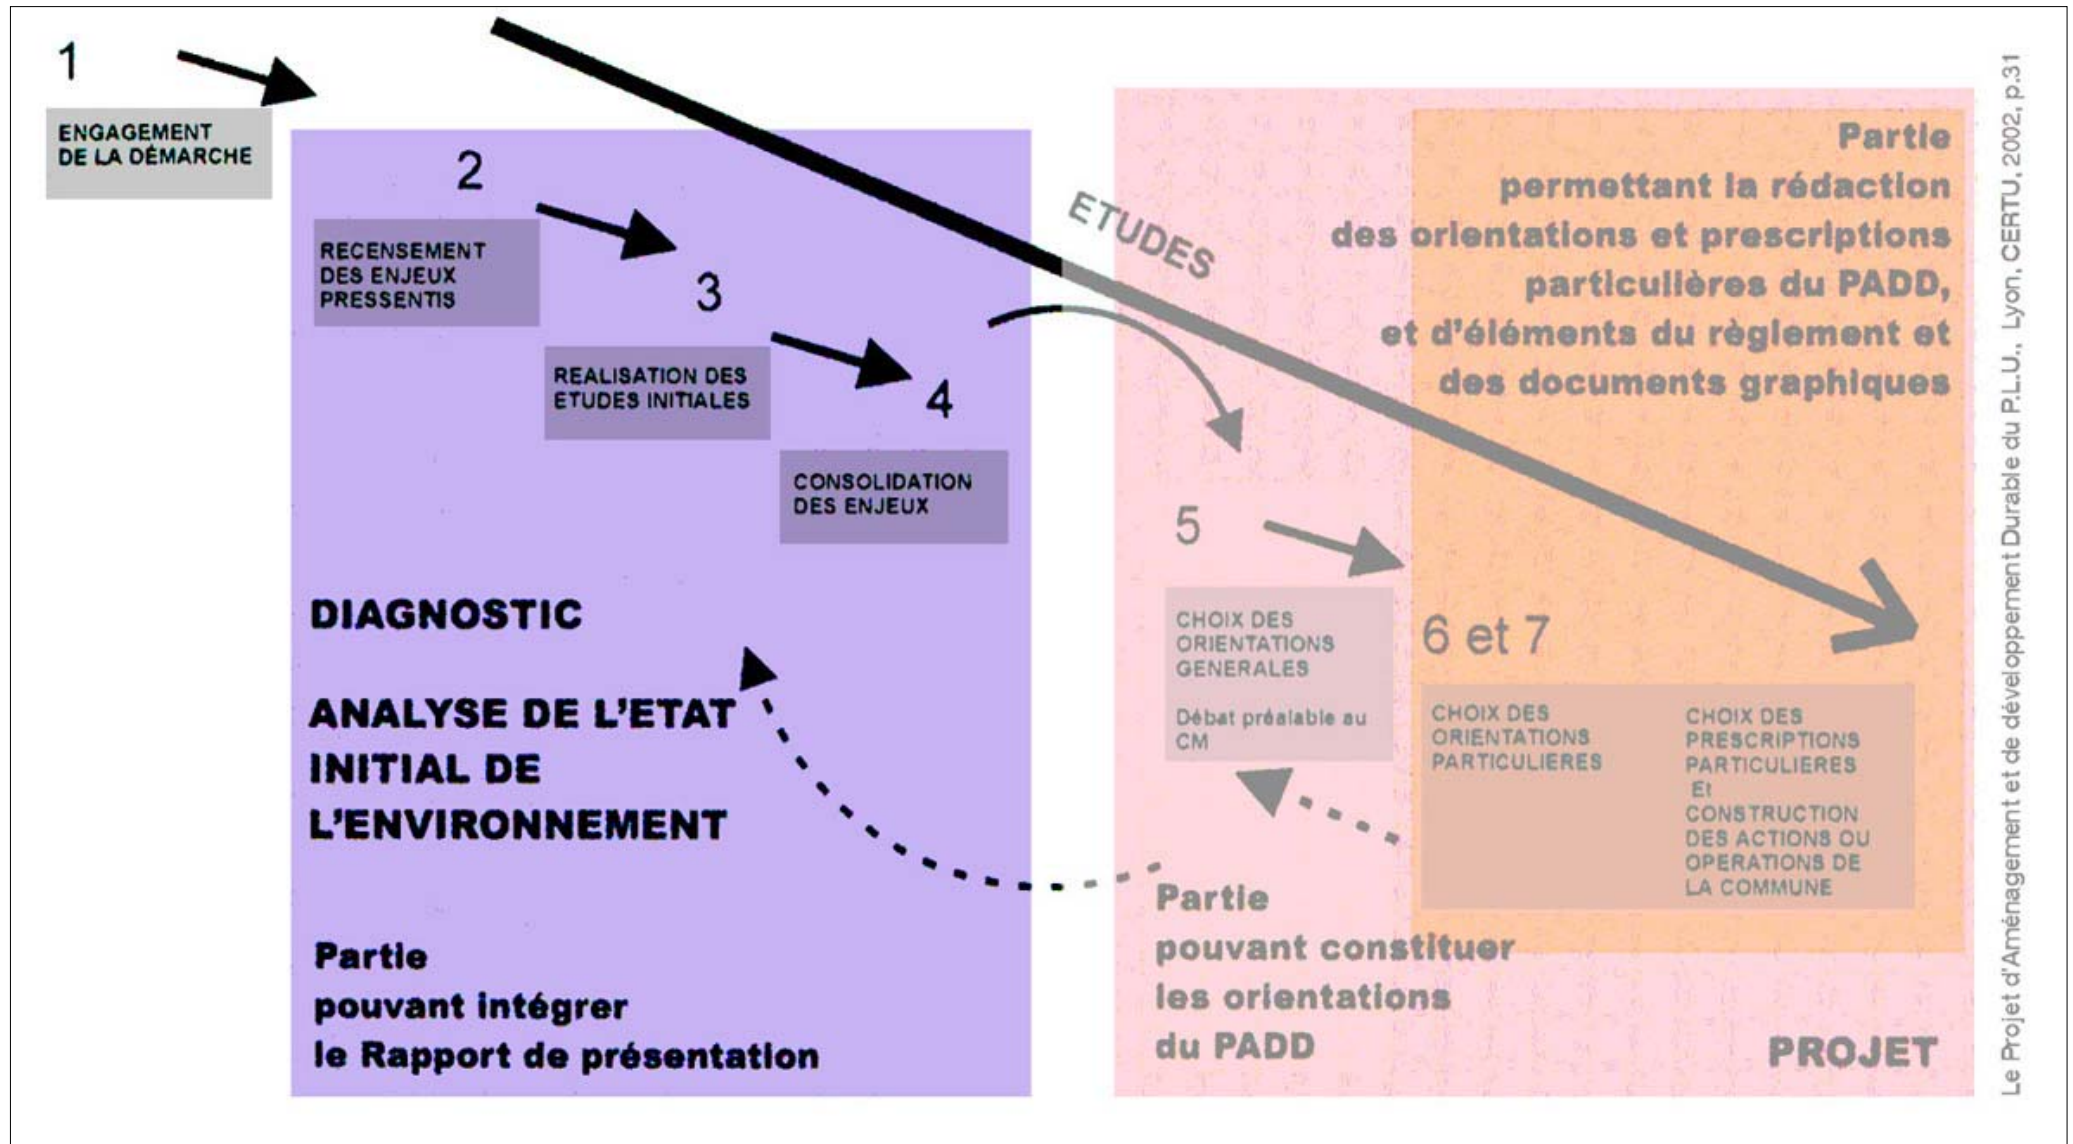 1
ENGAGEMENT
DE LA DÉMARCHE
2
RECENSEMENT
DES ENJEUX
PRESSENTIS
3
REALISATION DES
ETUDES INITIALES
4
CONSOLIDATION
DES ENJEUX
DIAGNOSTIC
ANALYSE DE L'ETAT
INITIAL DE
L'ENVIRONNEMENT
Partie
pouvant intégrer
le Rapport de présentation
ETUDES
5
CHOIX DES
ORIENTATIONS
GENERALES
Débat préalable au
CM
Partie
pouvant constituer
les orientations
du PADD
Partie
permettant la rédaction
des orientations et prescriptions
particulières du PADD,
et d'éléments du règlement et
des documents graphiques
6 et 7
CHOIX DES
ORIENTATIONS
PARTICULIERES
CHOIX DES
PRESCRIPTIONS
PARTICULIERES
Et
CONSTRUCTION
DES ACTIONS OU
OPERATIONS DE
LA COMMUNE
PROJET
Le Projet d'Aménagement et de développement Durable du P.L.U., Lyon, CERTU, 2002, p.31